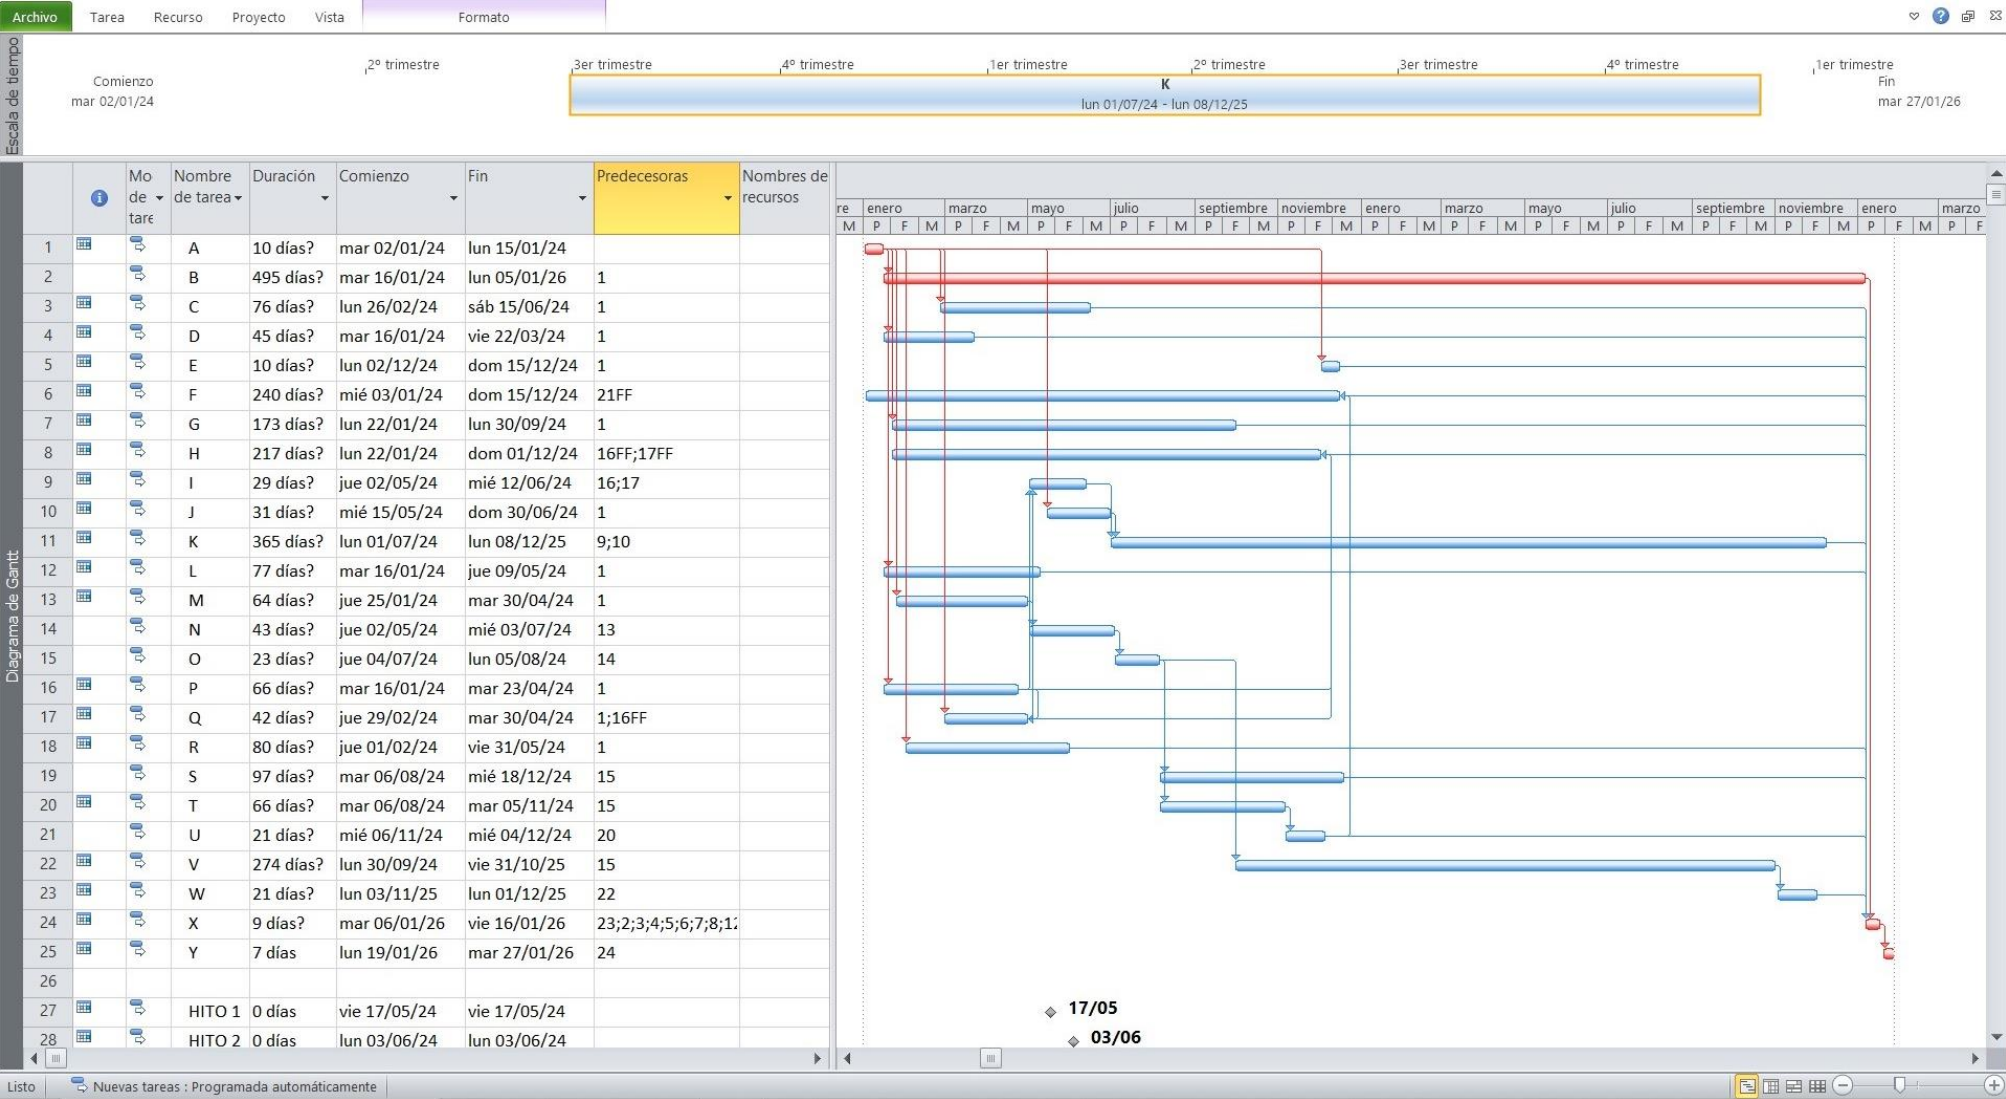 Archivo Tarea Recurso Proyecto Vista Formato
Escala de tiempo
2º trimestre 3er trimestre 4º trimestre 1er trimestre 2º trimestre 3er trimestre 4º trimestre 1er trimestre
Comienzo K Fin
mar 02/01/24 lun 01/07/24 - lun 08/12/25 mar 27/01/26
Diagrama de Gantt
Mo Nombre Duración Comienzo Fin Predecesoras Nombres de
de de tarea recursos
tare
re enero marzo mayo julio septiembre noviembre enero marzo mayo julio septiembre noviembre enero marzo
M P F M P F M P F M P F M P F M P F M P F M P F M P F M P F M P F M P F M P F M P F
1 A 10 días? mar 02/01/24 lun 15/01/24
2 B 495 días? mar 16/01/24 lun 05/01/26 1
3 C 76 días? lun 26/02/24 sáb 15/06/24 1
4 D 45 días? mar 16/01/24 vie 22/03/24 1
5 E 10 días? lun 02/12/24 dom 15/12/24 1
6 F 240 días? mié 03/01/24 dom 15/12/24 21FF
7 G 173 días? lun 22/01/24 lun 30/09/24 1
8 H 217 días? lun 22/01/24 dom 01/12/24 16FF;17FF
9 I 29 días? jue 02/05/24 mié 12/06/24 16;17
10 J 31 días? mié 15/05/24 dom 30/06/24 1
11 K 365 días? lun 01/07/24 lun 08/12/25 9;10
12 L 77 días? mar 16/01/24 jue 09/05/24 1
13 M 64 días? jue 25/01/24 mar 30/04/24 1
14 N 43 días? jue 02/05/24 mié 03/07/24 13
15 O 23 días? jue 04/07/24 lun 05/08/24 14
16 P 66 días? mar 16/01/24 mar 23/04/24 1
17 Q 42 días? jue 29/02/24 mar 30/04/24 1;16FF
18 R 80 días? jue 01/02/24 vie 31/05/24 1
19 S 97 días? mar 06/08/24 mié 18/12/24 15
20 T 66 días? mar 06/08/24 mar 05/11/24 15
21 U 21 días? mié 06/11/24 mié 04/12/24 20
22 V 274 días? lun 30/09/24 vie 31/10/25 15
23 W 21 días? lun 03/11/25 lun 01/12/25 22
24 X 9 días? mar 06/01/26 vie 16/01/26 23;2;3;4;5;6;7;8;12
25 Y 7 días lun 19/01/26 mar 27/01/26 24
26
27 HITO 1 0 días vie 17/05/24 vie 17/05/24 17/05
28 HITO 2 0 días lun 03/06/24 lun 03/06/24 03/06
Listo Nuevas tareas : Programada automáticamente